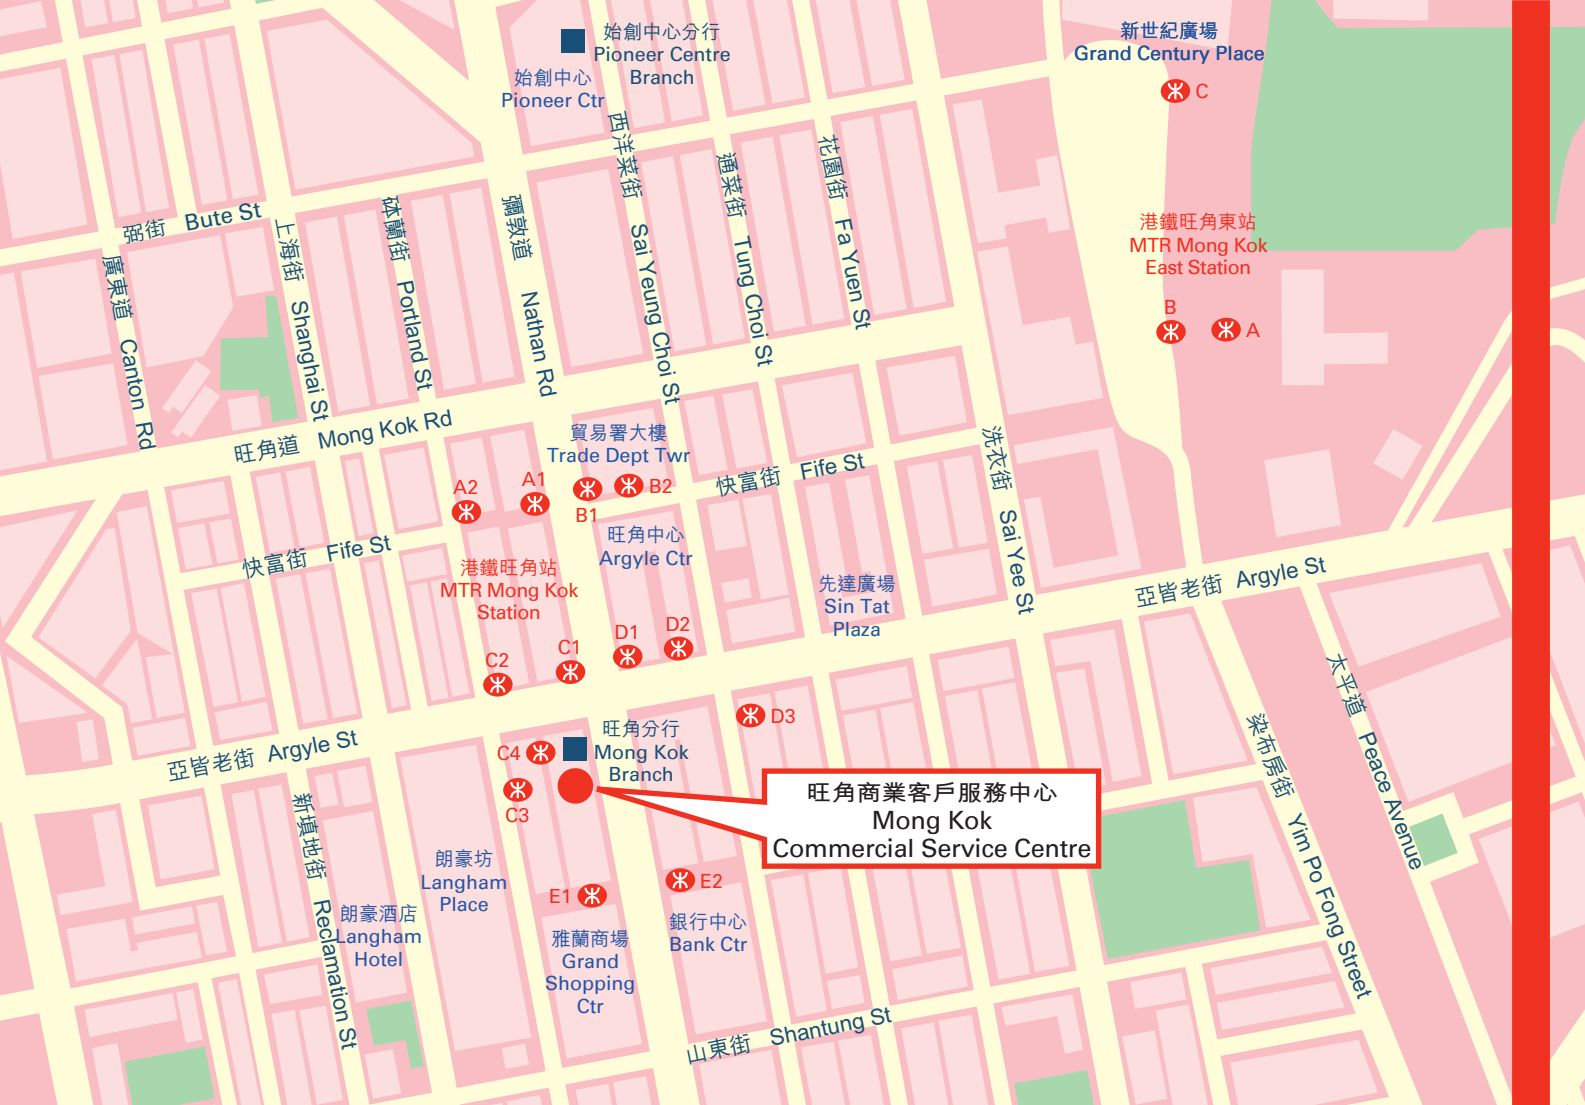 始創中心分行
Pioneer Centre
Branch
始創中心
Pioneer Ctr
新世紀廣場
Grand Century Place
C
港鐵旺角東站
MTR Mong Kok
East Station
B
A
弼街 Bute St
廣東道 Canton Rd
上海街 Shanghai St
砵蘭街 Portland St
彌敦道 Nathan Rd
西洋菜街 Sai Yeung Choi St
通菜街 Tung Choi St
花園街 Fa Yuen St
旺角道 Mong Kok Rd
貿易署大樓
Trade Dept Twr
A2
A1
B1
B2
快富街 Fife St
洗衣街 Sai Yee St
快富街 Fife St
旺角中心
Argyle Ctr
港鐵旺角站
MTR Mong Kok
Station
先達廣場
Sin Tat
Plaza
亞皆老街 Argyle St
C2
C1
D1
D2
D3
太平道 Peace Avenue
染布房街 Yim Po Fong Street
亞皆老街 Argyle St
旺角分行
Mong Kok
Branch
C4
C3
旺角商業客戶服務中心
Mong Kok
Commercial Service Centre
新填地街 Reclamation St
朗豪坊
Langham
Place
朗豪酒店
Langham
Hotel
E1
E2
雅蘭商場
Grand
Shopping
Ctr
銀行中心
Bank Ctr
山東街 Shantung St